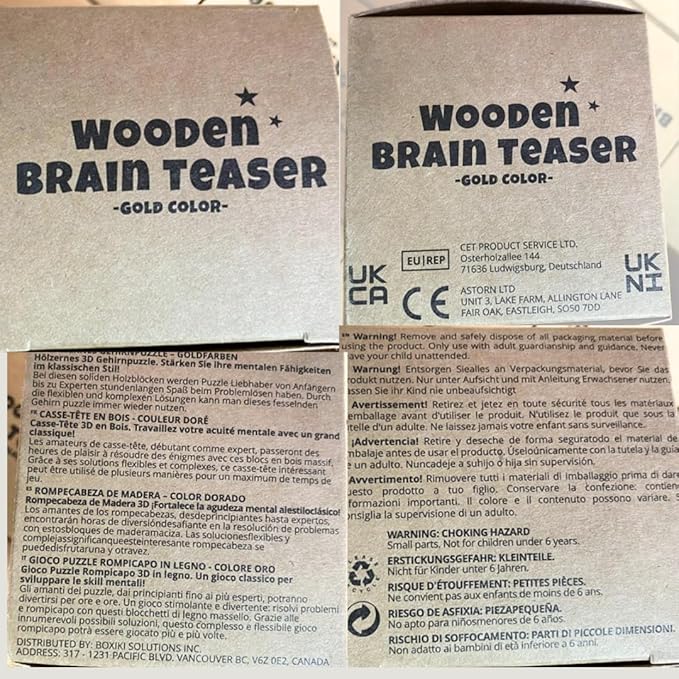 WOODEN
BRAIN TEASER
-GOLD COLOR-
WOODEN
BRAIN TEASER
-GOLD COLOR-
UK
CA
EU|REP
CE
CET PRODUCT SERVICE LTD.
Osterholzallee 144
71636 Ludwigsburg, Deutschland
ASTORN LTD
UNIT 3, LAKE FARM, ALLINGTON LANE
FAIR OAK, EASTLEIGH, SO50 7DD
UK
NI
GEHIRNPUZZLE – GOLDFARBEN
Hölzernes 3D Gehirnpuzzle. Stärken Sie ihre mentalen Fähigkeiten
im klassischen Stil!
Bei diesen soliden Holzblöcken werden Puzzle Liebhaber von Anfängern
bis zu Experten stundenlangen Spaß beim Problemlösen haben. Durch
die flexiblen und komplexen Lösungen kann man dieses fesselnden
Gehirn puzzle immer wieder nutzen.
FR CASSE-TÊTE EN BOIS - COULEUR DORÉ
Casse-Tête 3D en Bois. Travaillez votre acuité mentale avec un grand
classique!
Les amateurs de casse-tête, débutant comme expert, passeront des
heures de plaisir à résoudre des énigmes avec ces blocs en bois massif.
Grâce à ses solutions flexibles et complexes, ce casse-tête intéressant
peut être utilisé de plusieurs manières pour un maximum de temps de
jeu.
ES ROMPECABEZA DE MADERA – COLOR DORADO
Rompecabeza de Madera 3D ¡Fortalece la agudeza mental alestiloclásico!
Los amantes de los rompecabezas, desdeprincipiantes hasta expertos,
encontrarán horas de diversióndesafiante en la resolución de problemas
con estosbloques de maderamaciza. Las solucionesflexibles y
complejassignificanqueesteinteresante rompecabeza se
puededisfrutaruna y otravez.
IT GIOCO PUZZLE ROMPICAPO IN LEGNO - COLORE ORO
Gioco Puzzle Rompicapo 3D in legno. Un gioco classico per
sviluppare le skill mentali!
Gli amanti del puzzle, dai principianti fino ai più esperti, potranno
divertirsi per ore e ore. Un gioco stimolante e divertente: risolvi problemi
e rompicapo con questi blocchetti di legno massello. Grazie alle
innumerevoli possibili soluzioni, questo complesso e flessibile gioco
rompicapo potrà essere giocato più e più volte.
DISTRIBUTED BY: BOXIKI SOLUTIONS INC.
ADDRESS: 317 - 1231 PACIFIC BLVD. VANCOUVER BC, V6Z 0E2, CANADA
EN Warning! Remove and safely dispose of all packaging material before
using the product. Only use with adult guardianship and guidance. Never
leave your child unattended.
Warnung! Entsorgen Siealles an Verpackungsmaterial, bevor Sie das
Produkt nutzen. Nur unter Aufsicht und mit Anleitung Erwachsener nutzen.
Lassen Sie ihr Kind nie unbeaufsichtigt
Avertissement! Retirez et jetez en toute sécurité tous les matériaux
emballage avant d'utiliser le produit. N'utilisez le produit que sous la
tutelle d'un adulte. Ne laissez jamais votre enfant sans surveillance.
¡Advertencia! Retire y deseche de forma seguratodo el material de
embalaje antes de usar el producto. Úseloúnicamente con la tutela y la guía
de un adulto. Nuncadeje a suhijo o hija sin supervisión.
Avvertimento! Rimuovere tutti i materiali di imballaggio prima di dar
questo prodotto a tuo figlio. Conservare la confezione: contien
informazioni importanti. Il colore e il contenuto possono variare. S
consiglia la supervisione di un adulto.
WARNING: CHOKING HAZARD
Small parts. Not for children under 6 years.
ERSTICKUNGSGEFAHR: KLEINTEILE.
Nicht für Kinder unter 6 Jahren.
RISQUE D'ÉTOUFFEMENT: PETITES PIÈCES.
Ne convient pas aux enfants de moins de 6 ans.
RIESGO DE ASFIXIA: PIEZAPEQUEÑA.
No apto para niñosmenores de 6 años.
RISCHIO DI SOFFOCAMENTO: PARTI DI PICCOLE DIMENSIONI.
Non adatto ai bambini di età inferiore a 6 anni.